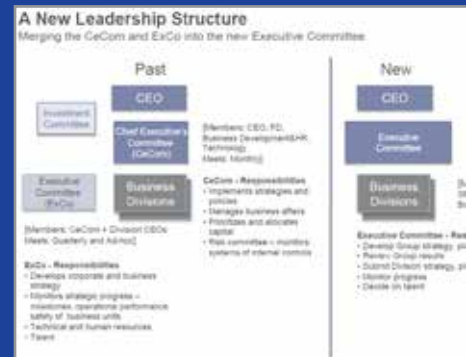 A New Leadership Structure
Merging the CeCom and ExCo into the new Executive Committee
Past
CEO
Investment
Committee
Chief Executive's
Committee
(CeCom)
[Members: CEO, FD,
Business Development&HR
Technology
Meets: Monthly]
Executive
Committee
(ExCo)
Business
Divisions
[Members: CeCom + Division CEOs
Meets: Quarterly and Ad-hoc]
CeCom - Responsibilities
• Implements strategies and
policies
• Manages business affairs
• Prioritizes and allocates
capital
• Risk committee – monitors
systems of internal controls
ExCo - Responsibilities
• Develops corporate and business
strategy
• Monitors strategic progress –
milestones, operational performance
safety of business units
• Technical and human resources
• Talent
New
CEO
Executive
Committee
Business
Divisions
Executive Committee -
• Develop Group strategy,
• Review Group results
• Submit Division strategy,
• Monitor progress
• Decide on talent